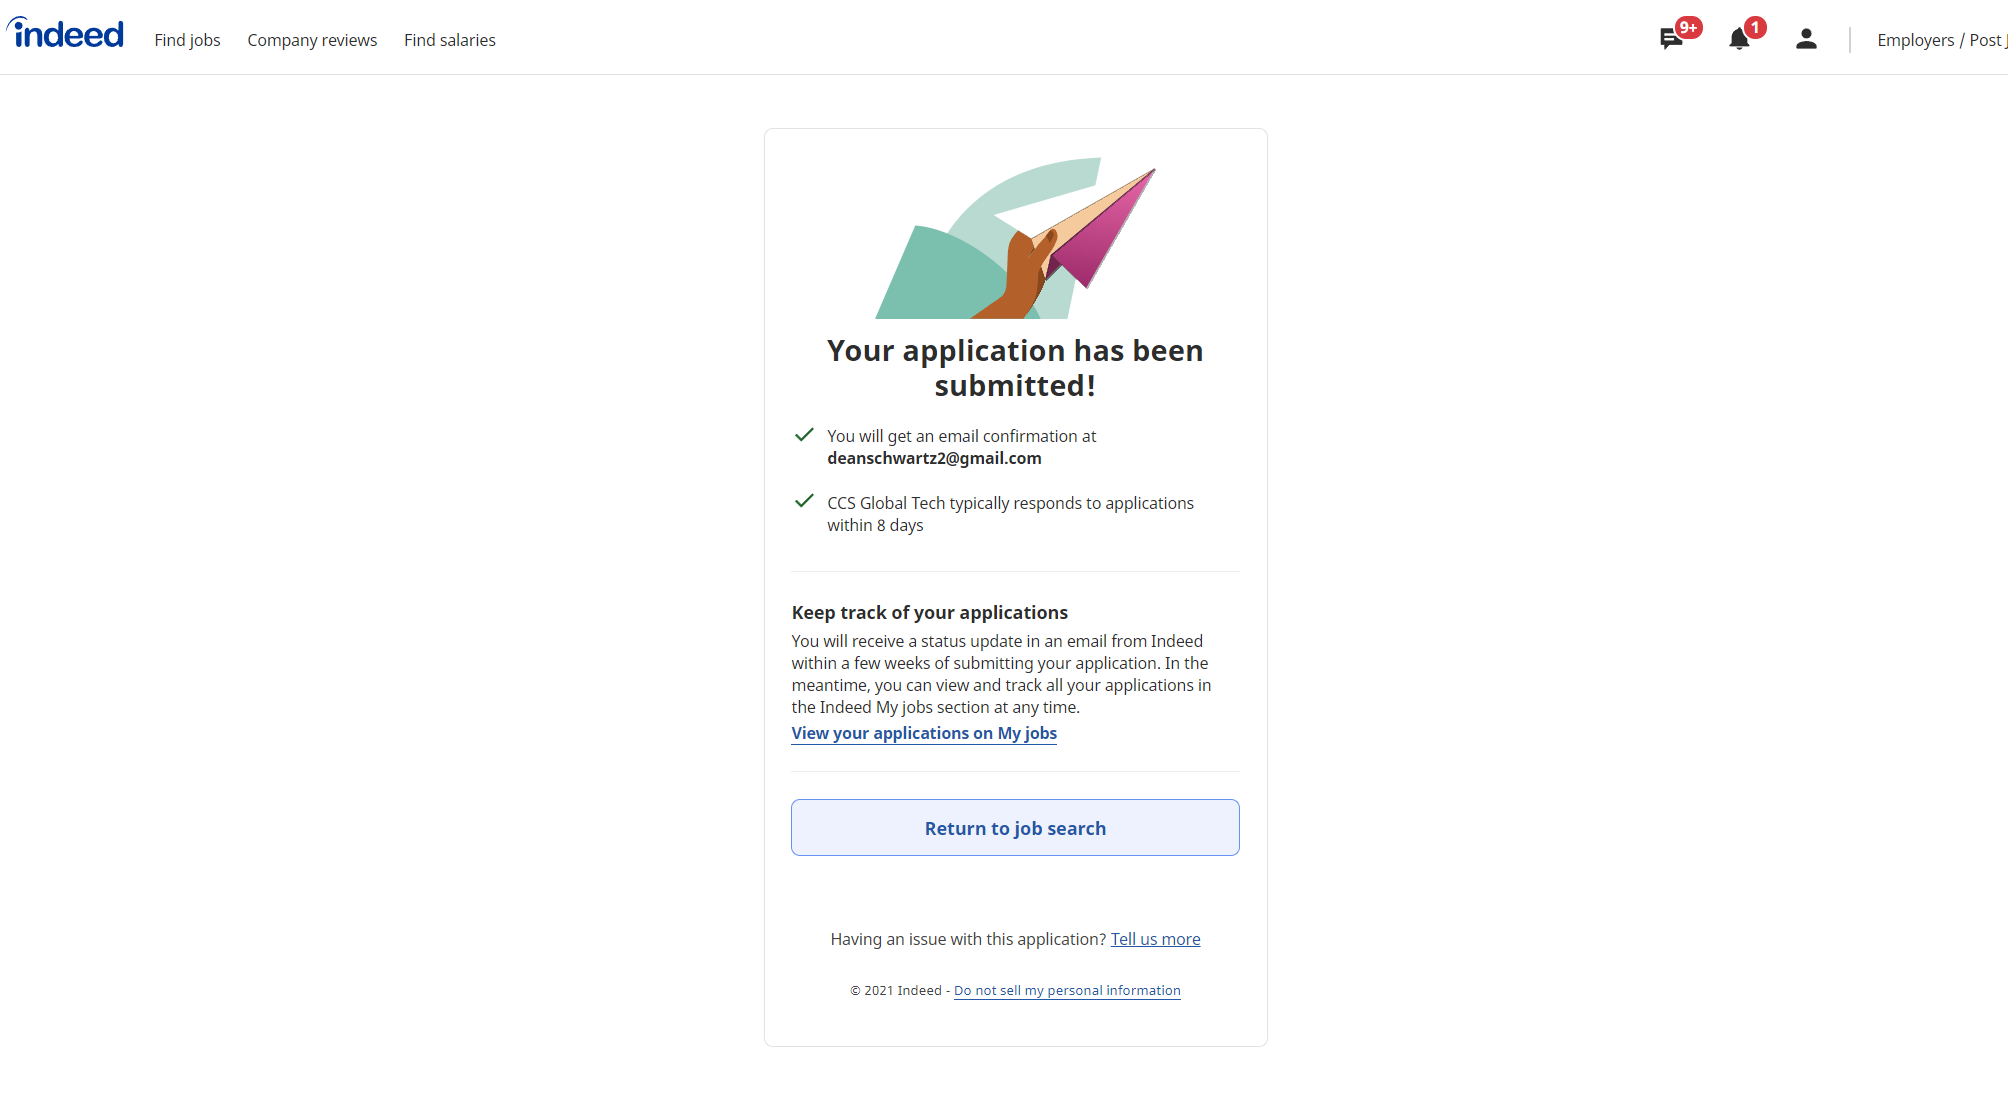 indeed
Find jobs
Company reviews
Find salaries
9+
1
Employers / Post J
Your application has been
submitted!
You will get an email confirmation at
deanschwartz2@gmail.com
CCS Global Tech typically responds to applications
within 8 days
Keep track of your applications
You will receive a status update in an email from Indeed
within a few weeks of submitting your application. In the
meantime, you can view and track all your applications in
the Indeed My jobs section at any time.
View your applications on My jobs
Return to job search
Having an issue with this application? Tell us more
© 2021 Indeed - Do not sell my personal information